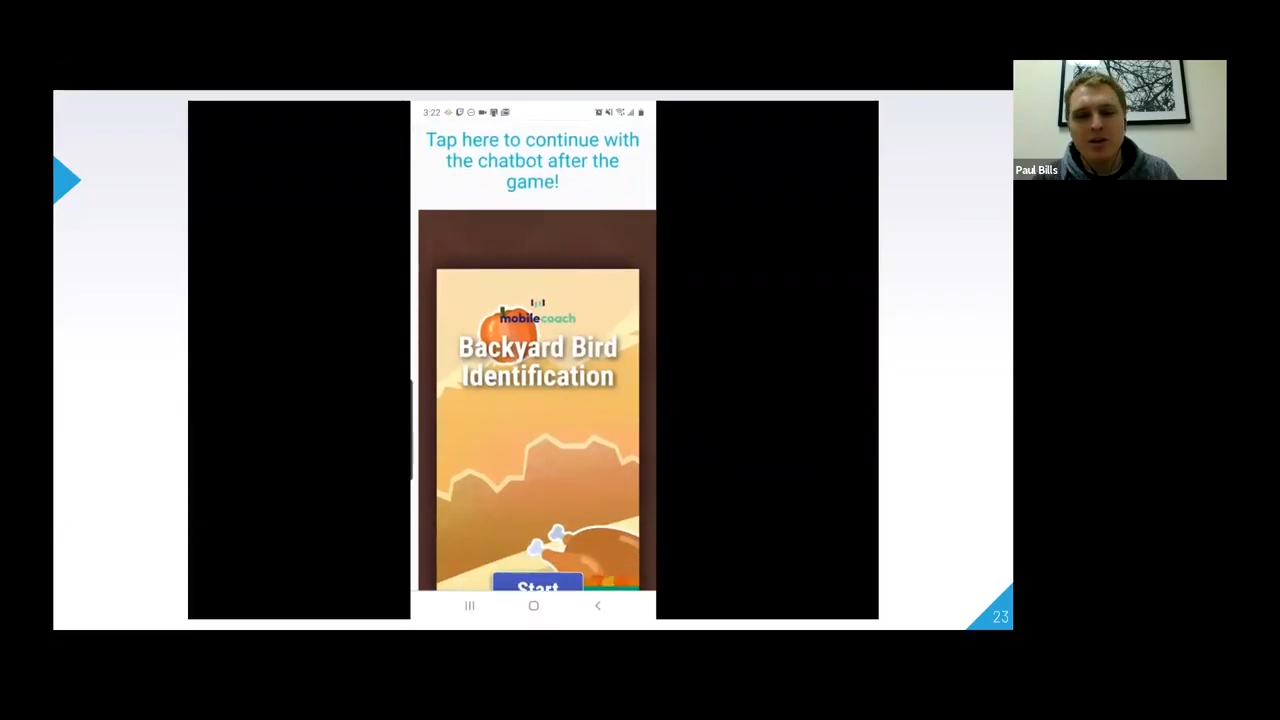 3:22
Tap here to continue with
the chatbot after the
game!
mobilecoach
Backyard Bird
Identification
Start
Paul Bills
23